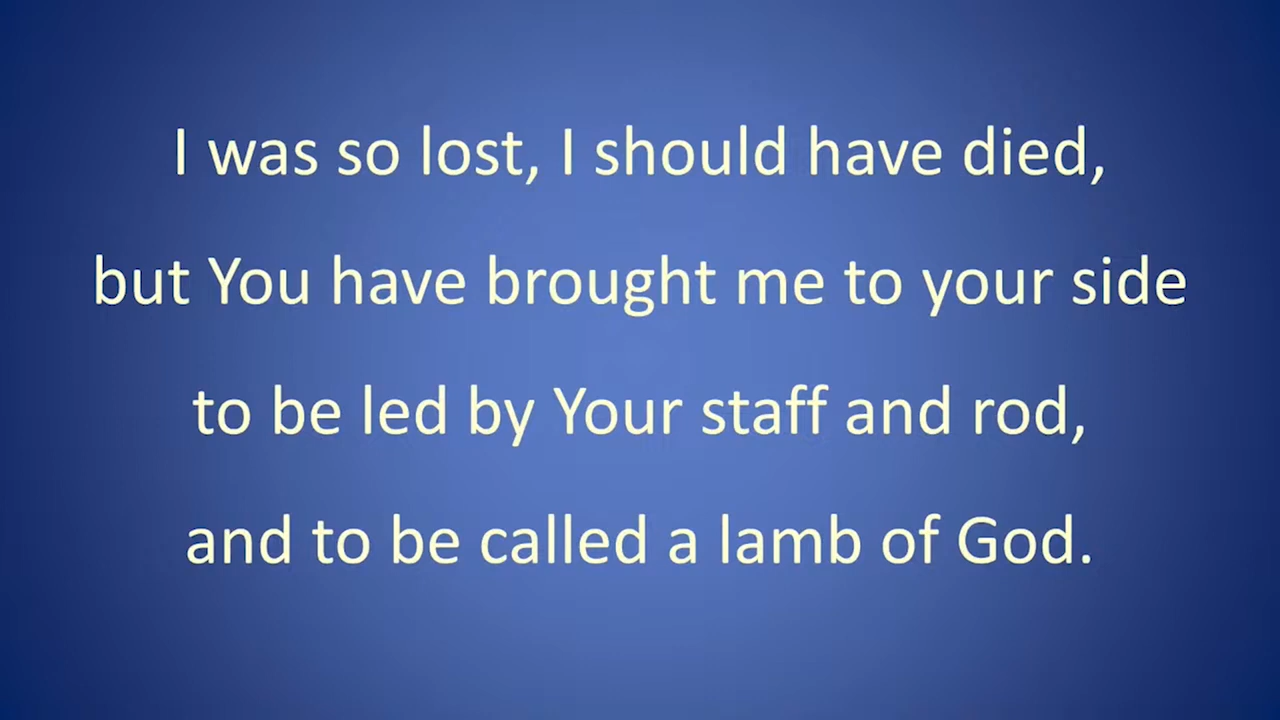 I was so lost, I should have died,
but You have brought me to your side
to be led by Your staff and rod,
and to be called a lamb of God.